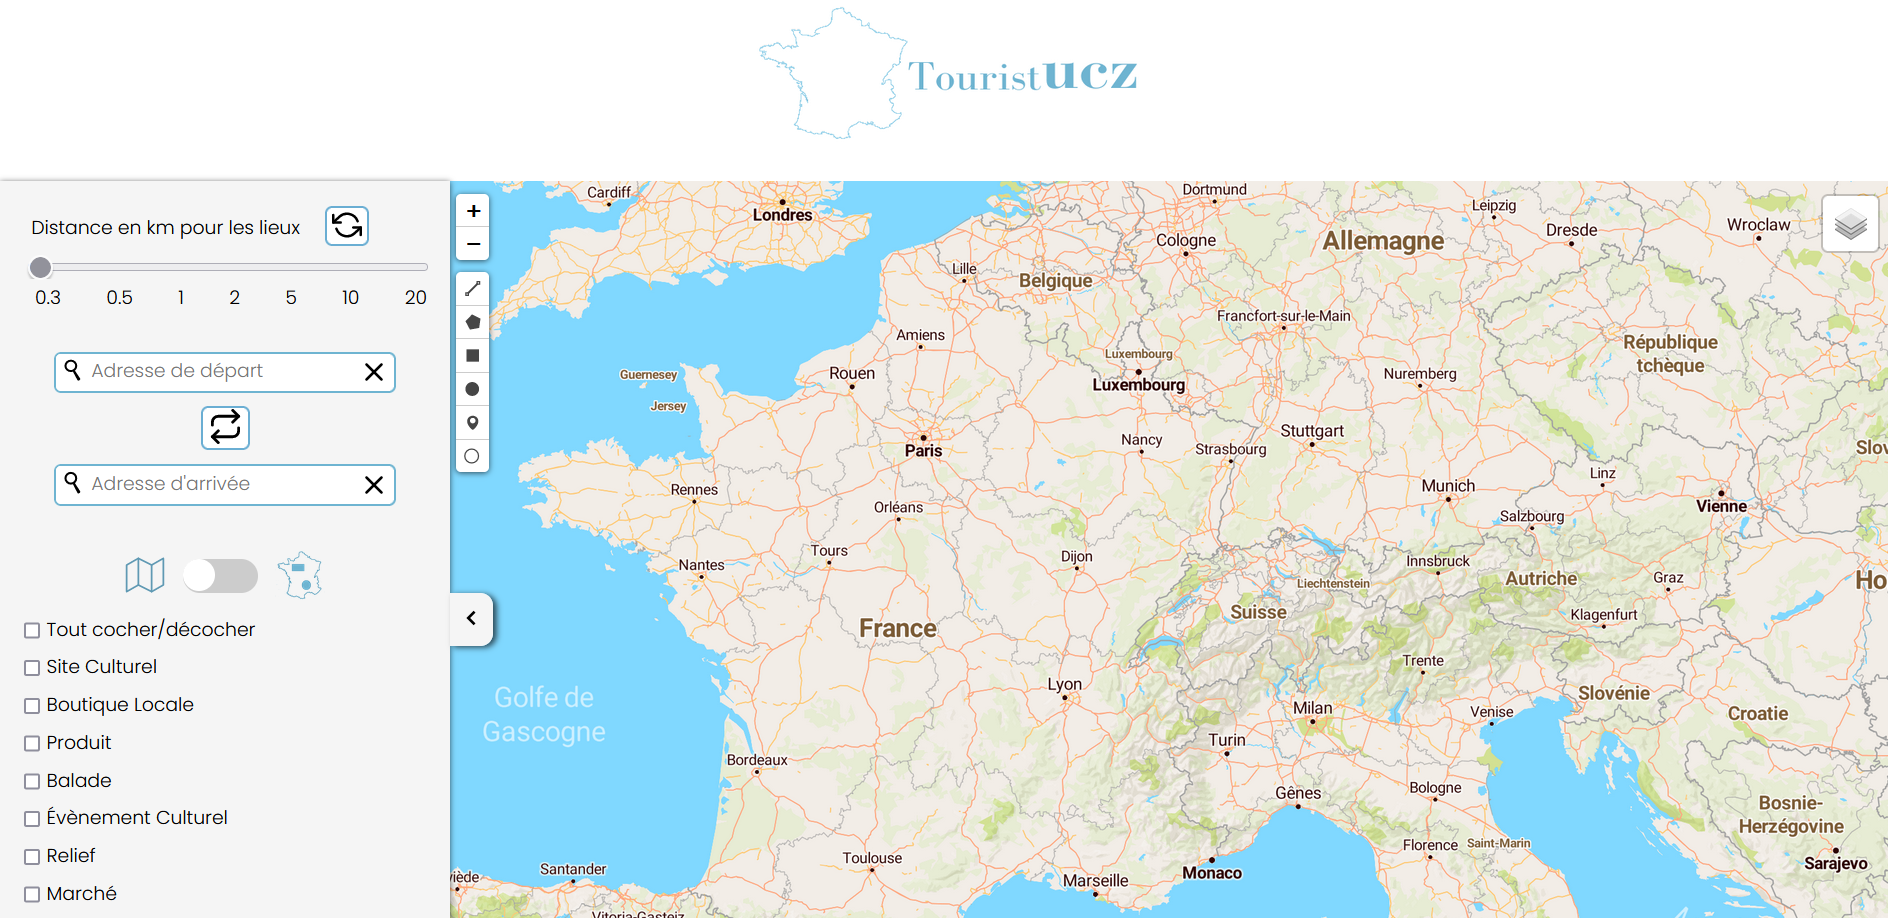 Touristucz
Distance en km pour les lieux
0.3 0.5 1 2 5 10 20
Adresse de départ
Adresse d'arrivée
Tout cocher/décocher
Site Culturel
Boutique Locale
Produit
Balade
Évènement Culturel
Relief
Marché
+
−
Cardiff
Londres
Dortmund
Leipzig
Wroclaw
Dresde
Cologne
Allemagne
Lille
Belgique
Francfort-sur-le-Main
Amiens
République
tchèque
Luxembourg
Luxembourg
Guernesey
Rouen
Nuremberg
Jersey
Nancy
Stuttgart
Strasbourg
Paris
Slov
Linz
Munich
Rennes
Orléans
Vienne
Salzbourg
Tours
Dijon
Nantes
Innsbruck
Liechtenstein
Autriche
Graz
Ho
Suisse
Klagenfurt
France
Trente
Lyon
Slovénie
Golfe de
Gascogne
Milan
Venise
Croatie
Turin
Bordeaux
Gênes
Bologne
Bosnie-
Herzégovine
Florence
Saint-Marin
Toulouse
Sarajevo
Santander
Monaco
iède
Marseille
Vitoria-Gasteiz